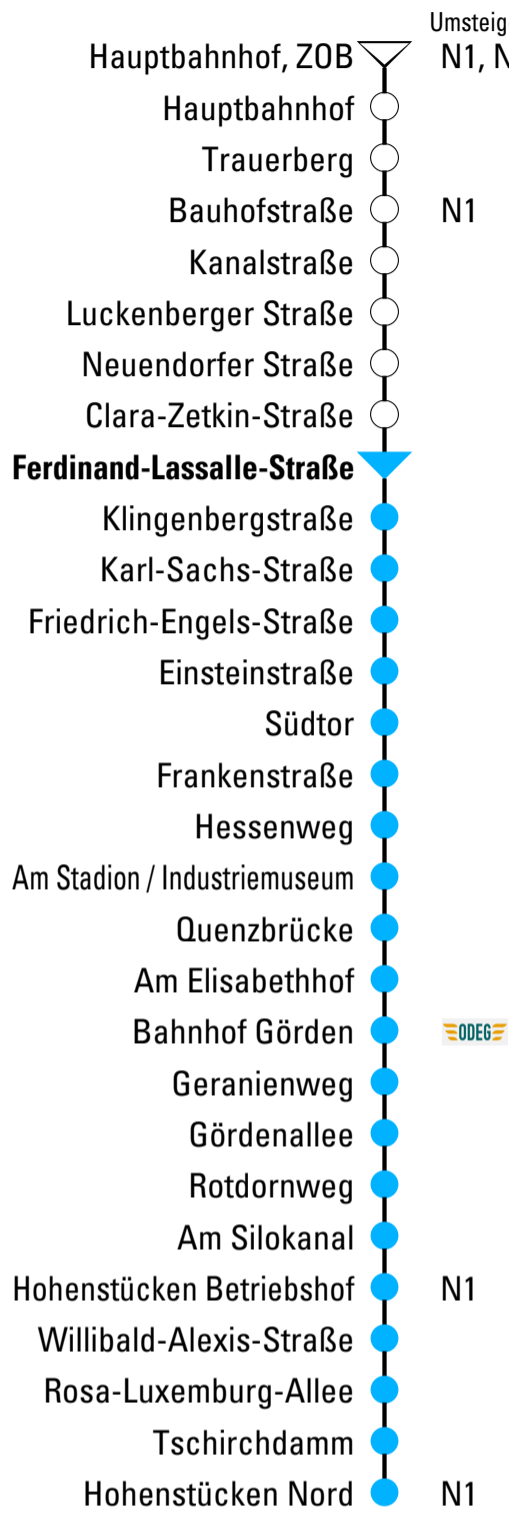 Umsteig
Hauptbahnhof, ZOB N1, N
Hauptbahnhof
Trauerberg
Bauhofstraße N1
Kanalstraße
Luckenberger Straße
Neuendorfer Straße
Clara-Zetkin-Straße
Ferdinand-Lassalle-Straße
Klingenbergstraße
Karl-Sachs-Straße
Friedrich-Engels-Straße
Einsteinstraße
Südtor
Frankenstraße
Hessenweg
Am Stadion / Industriemuseum
Quenzbrücke
Am Elisabethhof
Bahnhof Görden ODEG
Geranienweg
Gördenallee
Rotdornweg
Am Silokanal
Hohenstücken Betriebshof N1
Willibald-Alexis-Straße
Rosa-Luxemburg-Allee
Tschirchdamm
Hohenstücken Nord N1